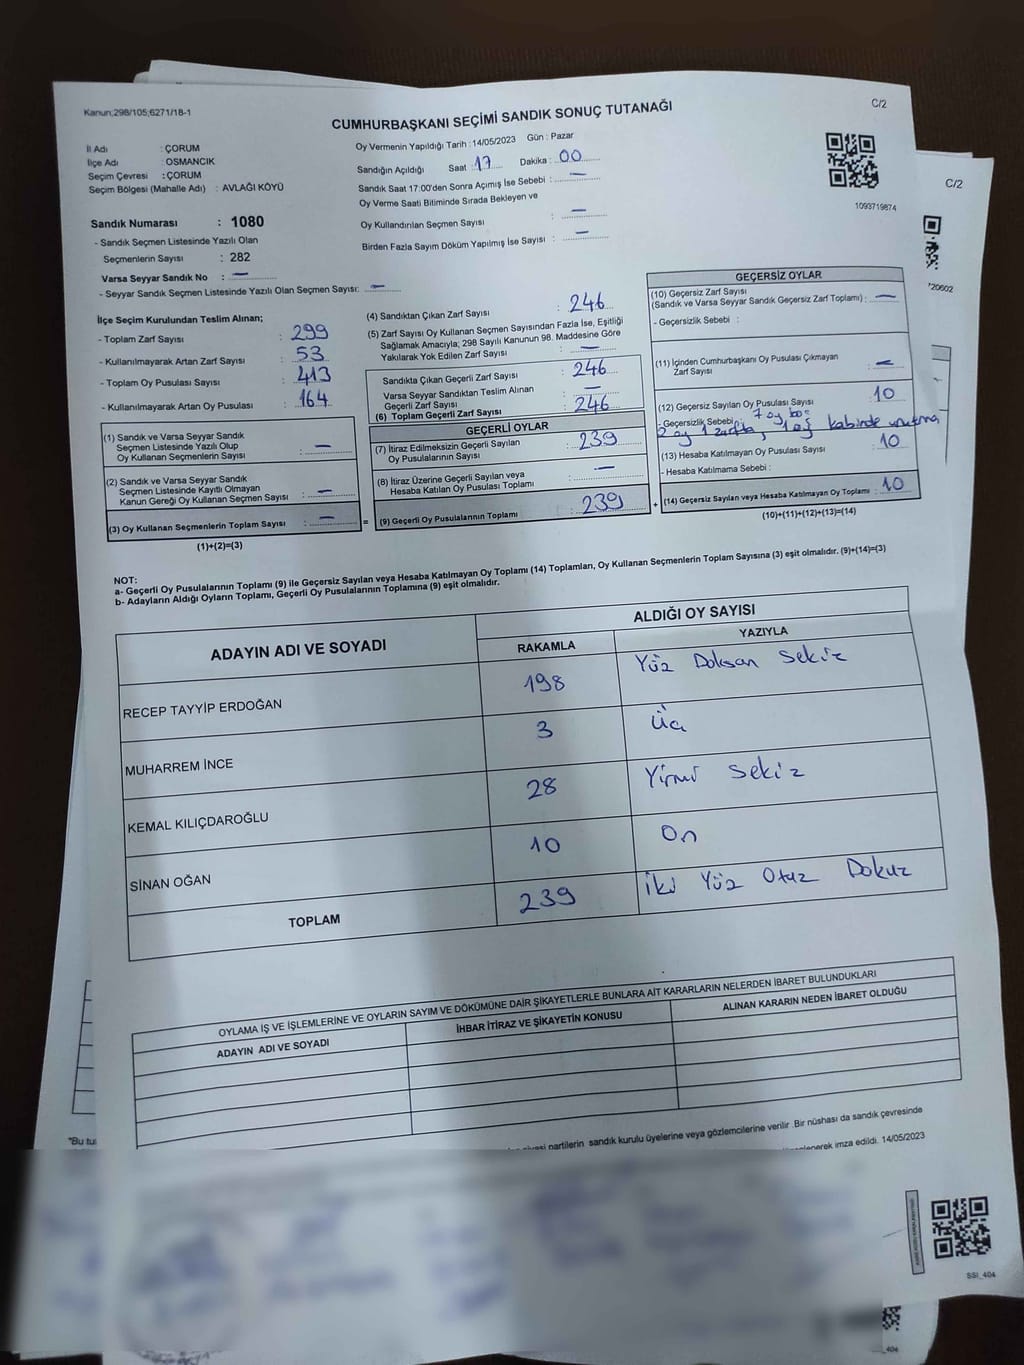 Kanun;298/105;6271/18-1
C/2
CUMHURBAŞKANI SEÇİMİ SANDIK SONUÇ TUTANAĞI
İl Adı : ÇORUM
İlçe Adı : OSMANCIK
Seçim Çevresi : ÇORUM
Seçim Bölgesi (Mahalle Adı) : AVLAĞI KÖYÜ
Sandık Numarası : 1080
- Sandık Seçmen Listesinde Yazılı Olan
Seçmenlerin Sayısı : 282
Varsa Seyyar Sandık No : —
- Seyyar Sandık Seçmen Listesinde Yazılı Olan Seçmen Sayısı: —
Oy Vermenin Yapıldığı Tarih : 14/05/2023 Gün : Pazar
Sandığın Açıldığı Saat : 17 Dakika : 00
Sandık Saat 17:00'den Sonra Açımış İse Sebebi : —
Oy Verme Saati Bitiminde Sırada Bekleyen ve
Oy Kullandırılan Seçmen Sayısı : —
Birden Fazla Sayım Döküm Yapılmış İse Sayısı : —
1093719874
İlçe Seçim Kurulundan Teslim Alınan;
- Toplam Zarf Sayısı : 299
- Kullanılmayarak Artan Zarf Sayısı : 53
- Toplam Oy Pusulası Sayısı : 413
- Kullanılmayarak Artan Oy Pusulası : 164
(1) Sandık ve Varsa Seyyar Sandık
Seçmen Listesinde Yazılı Olup
Oy Kullanan Seçmenlerin Sayısı : —
(2) Sandık ve Varsa Seyyar Sandık
Seçmen Listesinde Kayıtlı Olmayan
Kanun Gereği Oy Kullanan Seçmen Sayısı : —
(3) Oy Kullanan Seçmenlerin Toplam Sayısı : —
(1)+(2)=(3)
(4) Sandıktan Çıkan Zarf Sayısı : 246
(5) Zarf Sayısı Oy Kullanan Seçmen Sayısından Fazla İse, Eşitliği
Sağlamak Amacıyla; 298 Sayılı Kanunun 98. Maddesine Göre
Yakılarak Yok Edilen Zarf Sayısı : —
Sandıkta Çıkan Geçerli Zarf Sayısı : 246
Varsa Seyyar Sandıktan Teslim Alınan
Geçerli Zarf Sayısı : —
(6) Toplam Geçerli Zarf Sayısı : 246
GEÇERLİ OYLAR
(7) İtiraz Edilmeksizin Geçerli Sayılan
Oy Pusulalarının Sayısı : 239
(8) İtiraz Üzerine Geçerli Sayılan veya
Hesaba Katılan Oy Pusulası Toplamı : —
= (9) Geçerli Oy Pusulalarının Toplamı : 239
GEÇERSİZ OYLAR
(10) Geçersiz Zarf Sayısı
(Sandık ve Varsa Seyyar Sandık Geçersiz Zarf Toplamı) : —
- Geçersizlik Sebebi :
(11) İçinden Cumhurbaşkanı Oy Pusulası Çıkmayan
Zarf Sayısı : —
(12) Geçersiz Sayılan Oy Pusulası Sayısı 10
- Geçersizlik Sebebi : 7 oy boş
2 oy 1 zarfta, 1 oy kabinde unutma
(13) Hesaba Katılmayan Oy Pusulası Sayısı : 10
- Hesaba Katılmama Sebebi :
+ (14) Geçersiz Sayılan veya Hesaba Katılmayan Oy Toplamı : 10
(10)+(11)+(12)+(13)=(14)
NOT:
a- Geçerli Oy Pusulalarının Toplamı (9) ile Geçersiz Sayılan veya Hesaba Katılmayan Oy Toplamı (14) Toplamları, Oy Kullanan Seçmenlerin Toplam Sayısına (3) eşit olmalıdır. (9)+(14)=(3)
b- Adayların Aldığı Oyların Toplamı, Geçerli Oy Pusulalarının Toplamına (9) eşit olmalıdır.
ADAYIN ADI VE SOYADI
ALDIĞI OY SAYISI
RAKAMLA YAZIYLA
RECEP TAYYİP ERDOĞAN 198 Yüz Doksan Sekiz
MUHARREM İNCE 3 Üç
KEMAL KILIÇDAROĞLU 28 Yirmi Sekiz
SİNAN OĞAN 10 On
TOPLAM 239 İki Yüz Otuz Dokuz
OYLAMA İŞ VE İŞLEMLERİNE VE OYLARIN SAYIM VE DÖKÜMÜNE DAİR ŞİKAYETLERLE BUNLARA AİT KARARLARIN NELERDEN İBARET BULUNDUKLARI
ADAYIN ADI VE SOYADI İHBAR İTİRAZ VE ŞİKAYETİN KONUSU ALINAN KARARIN NEDEN İBARET OLDUĞU
partilerin sandık kurulu üyelerine veya gözlemcilerine verilir .Bir nüshası da sandık çevresinde
imza edildi. 14/05/2023
SSI_404
C/2
20602
*Bu